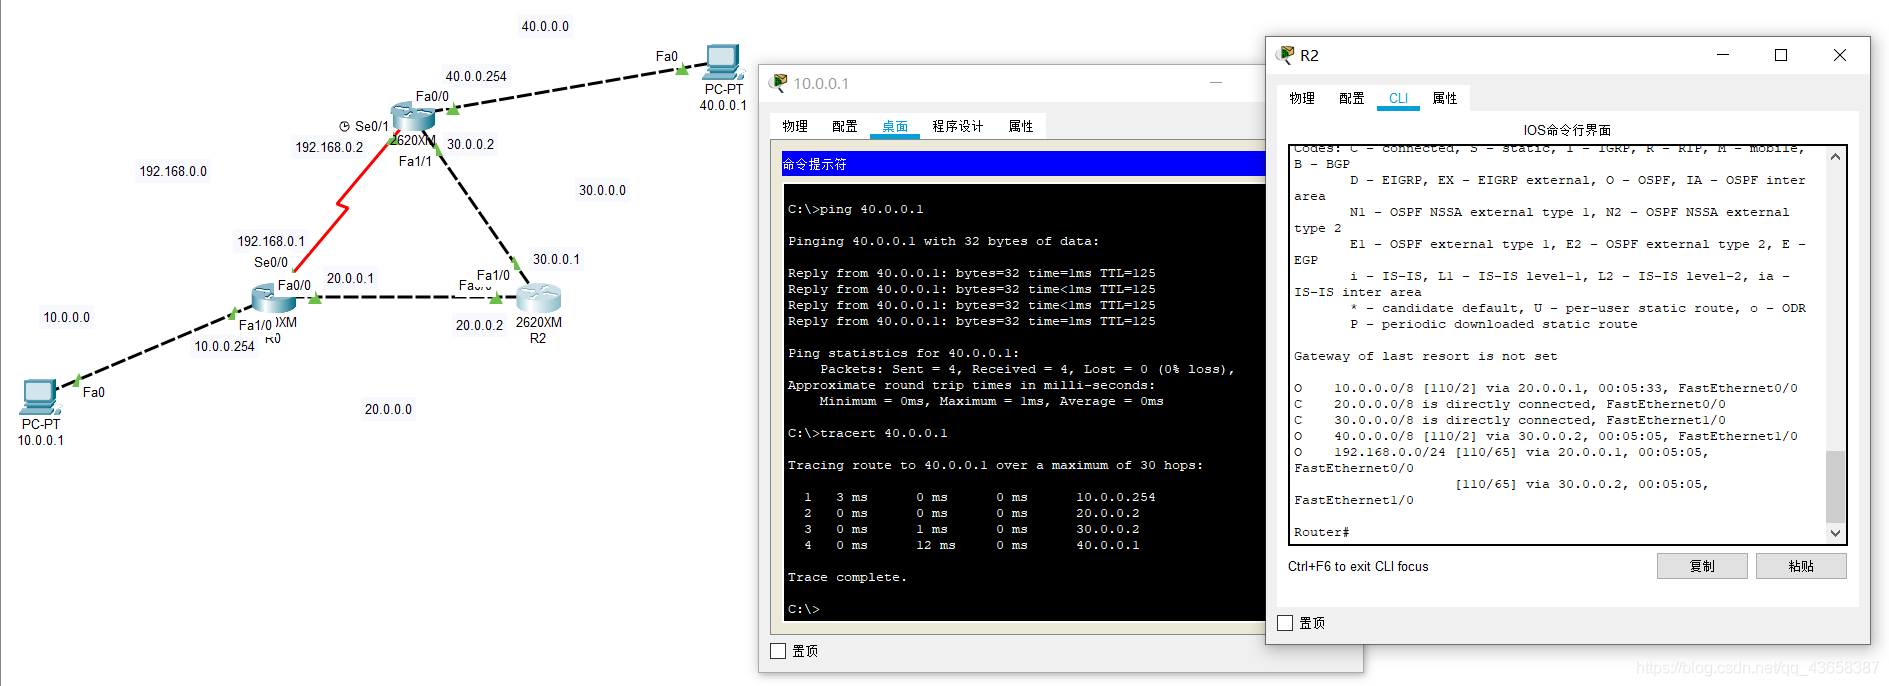 40.0.0.0
Fa0
40.0.0.254
PC-PT
40.0.0.1
Fa0/0
Se0/1
2620XM
192.168.0.2
30.0.0.2
Fa1/1
192.168.0.0
30.0.0.0
192.168.0.1
Se0/0
30.0.0.1
20.0.0.1
Fa1/0
Fa0/0
10.0.0.0
Fa1/0
XM
R0
10.0.0.254
20.0.0.2
2620XM
R2
Fa0
PC-PT
10.0.0.1
20.0.0.0
10.0.0.1
物理 配置 桌面 程序设计 属性
命令提示符
C:\>ping 40.0.0.1
Pinging 40.0.0.1 with 32 bytes of data:
Reply from 40.0.0.1: bytes=32 time=1ms TTL=125
Reply from 40.0.0.1: bytes=32 time<1ms TTL=125
Reply from 40.0.0.1: bytes=32 time<1ms TTL=125
Reply from 40.0.0.1: bytes=32 time=1ms TTL=125
Ping statistics for 40.0.0.1:
Packets: Sent = 4, Received = 4, Lost = 0 (0% loss),
Approximate round trip times in milli-seconds:
Minimum = 0ms, Maximum = 1ms, Average = 0ms
C:\>tracert 40.0.0.1
Tracing route to 40.0.0.1 over a maximum of 30 hops:
1 3 ms 0 ms 0 ms 10.0.0.254
2 0 ms 0 ms 0 ms 20.0.0.2
3 0 ms 1 ms 0 ms 30.0.0.2
4 0 ms 12 ms 0 ms 40.0.0.1
Trace complete.
C:\>
置顶
R2
物理 配置 CLI 属性
IOS命令行界面
Codes: C - connected, S - static, I - IGRP, R - RIP, M - mobile,
B - BGP
D - EIGRP, EX - EIGRP external, O - OSPF, IA - OSPF inter
area
N1 - OSPF NSSA external type 1, N2 - OSPF NSSA external
type 2
E1 - OSPF external type 1, E2 - OSPF external type 2, E -
EGP
i - IS-IS, L1 - IS-IS level-1, L2 - IS-IS level-2, ia -
IS-IS inter area
* - candidate default, U - per-user static route, o - ODR
P - periodic downloaded static route
Gateway of last resort is not set
O 10.0.0.0/8 [110/2] via 20.0.0.1, 00:05:33, FastEthernet0/0
C 20.0.0.0/8 is directly connected, FastEthernet0/0
C 30.0.0.0/8 is directly connected, FastEthernet1/0
O 40.0.0.0/8 [110/2] via 30.0.0.2, 00:05:05, FastEthernet1/0
O 192.168.0.0/24 [110/65] via 20.0.0.1, 00:05:05,
FastEthernet0/0
[110/65] via 30.0.0.2, 00:05:05,
FastEthernet1/0
Router#
Ctrl+F6 to exit CLI focus
复制 粘贴
置顶
https://blog.csdn.net/qq_43658387